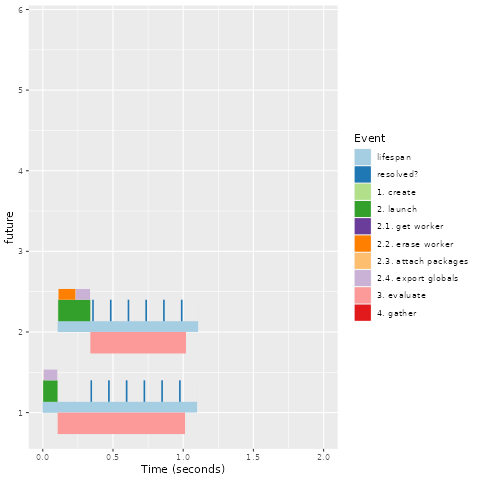 6
5
4
3
2
1
future
0.0 0.5 1.0 1.5 2.0
Time (seconds)
Event
lifespan
resolved?
1. create
2. launch
2.1. get worker
2.2. erase worker
2.3. attach packages
2.4. export globals
3. evaluate
4. gather